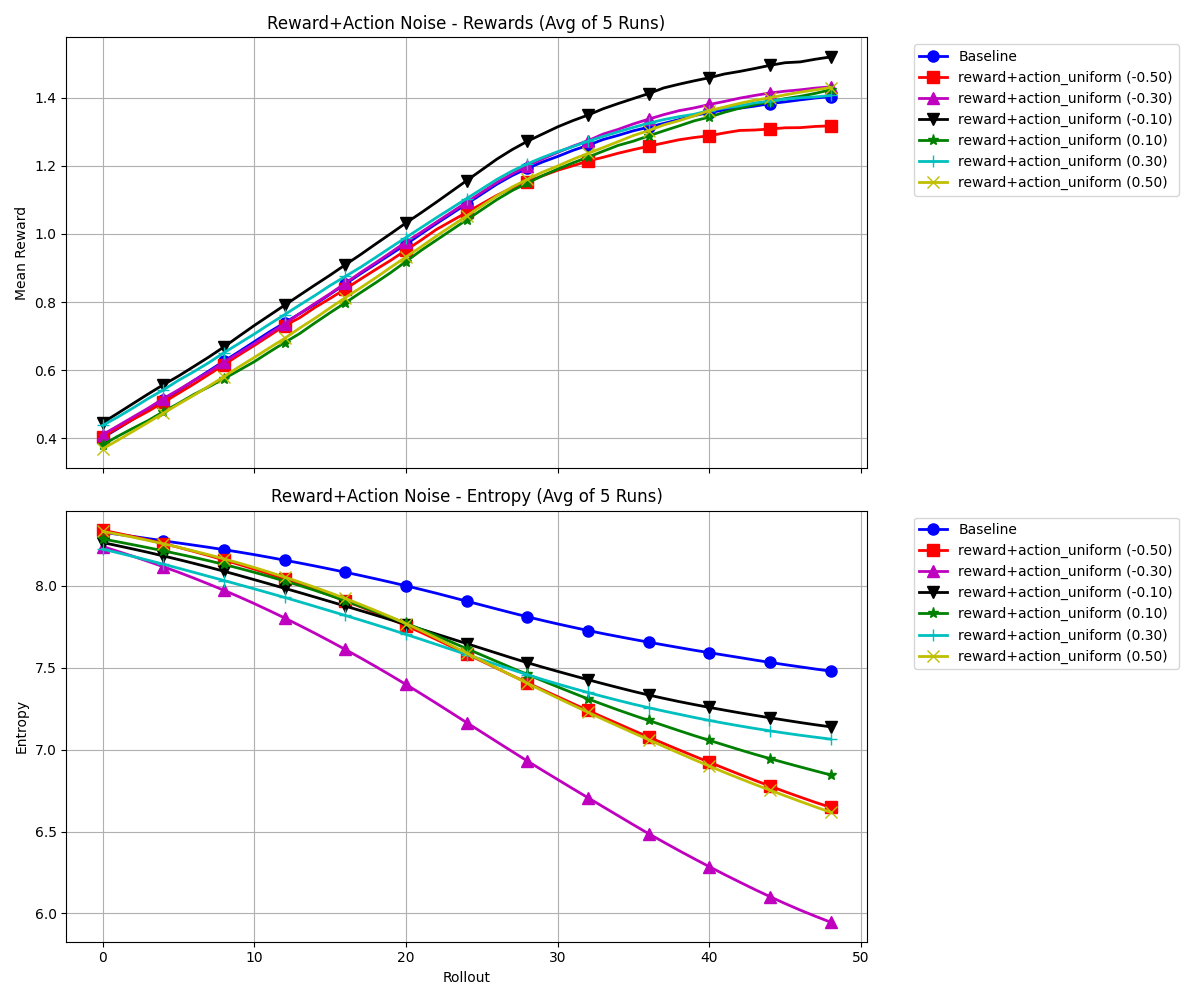 Reward+Action Noise - Rewards (Avg of 5 Runs)
Mean Reward
1.4
1.2
1.0
0.8
0.6
0.4
Baseline
reward+action_uniform (-0.50)
reward+action_uniform (-0.30)
reward+action_uniform (-0.10)
reward+action_uniform (0.10)
reward+action_uniform (0.30)
reward+action_uniform (0.50)
Reward+Action Noise - Entropy (Avg of 5 Runs)
Entropy
8.0
7.5
7.0
6.5
6.0
0 10 20 30 40 50
Rollout
Baseline
reward+action_uniform (-0.50)
reward+action_uniform (-0.30)
reward+action_uniform (-0.10)
reward+action_uniform (0.10)
reward+action_uniform (0.30)
reward+action_uniform (0.50)